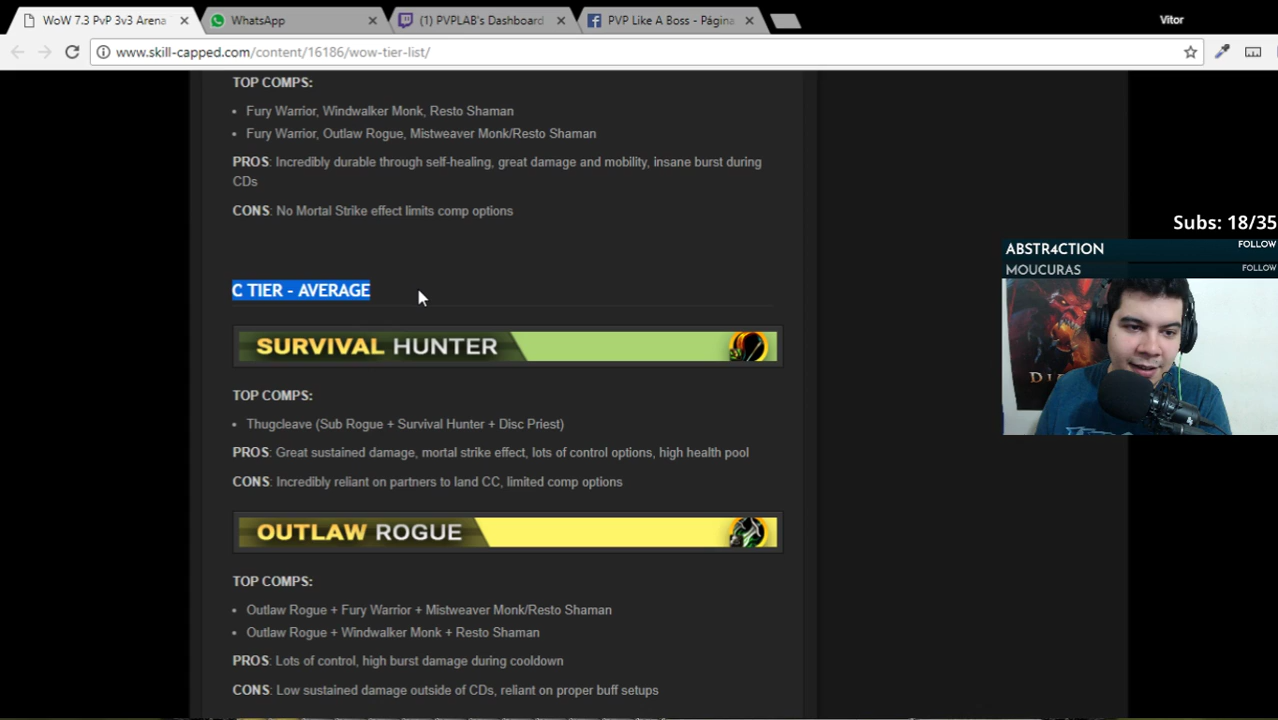 WoW 7.3 PvP 3v3 Arena
WhatsApp
(1) PVPLAB's Dashboard
PVP Like A Boss - Página
Vitor
www.skill-capped.com/content/16186/wow-tier-list/
TOP COMPS:
• Fury Warrior, Windwalker Monk, Resto Shaman
• Fury Warrior, Outlaw Rogue, Mistweaver Monk/Resto Shaman
PROS: Incredibly durable through self-healing, great damage and mobility, insane burst during
CDs
CONS: No Mortal Strike effect limits comp options
Subs: 18/35
ABSTR4CTION FOLLOW
MOUCURAS FOLLOW
C TIER - AVERAGE
SURVIVAL HUNTER
TOP COMPS:
• Thugcleave (Sub Rogue + Survival Hunter + Disc Priest)
PROS: Great sustained damage, mortal strike effect, lots of control options, high health pool
CONS: Incredibly reliant on partners to land CC, limited comp options
OUTLAW ROGUE
TOP COMPS:
• Outlaw Rogue + Fury Warrior + Mistweaver Monk/Resto Shaman
• Outlaw Rogue + Windwalker Monk + Resto Shaman
PROS: Lots of control, high burst damage during cooldown
CONS: Low sustained damage outside of CDs, reliant on proper buff setups